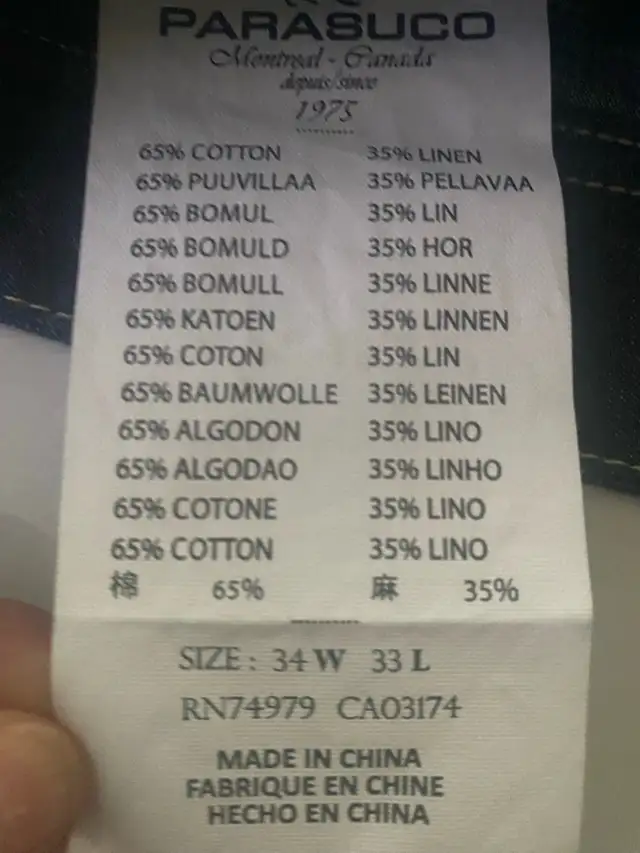 PARASUCO
Montreal - Canada
depuis/since
1975
65% COTTON 35% LINEN
65% PUUVILLAA 35% PELLAVAA
65% BOMUL 35% LIN
65% BOMULD 35% HOR
65% BOMULL 35% LINNE
65% KATOEN 35% LINNEN
65% COTON 35% LIN
65% BAUMWOLLE 35% LEINEN
65% ALGODON 35% LINO
65% ALGODAO 35% LINHO
65% COTONE 35% LINO
65% COTTON 35% LINO
棉 65% 麻 35%
SIZE : 34 W 33 L
RN74979 CA03174
MADE IN CHINA
FABRIQUE EN CHINE
HECHO EN CHINA